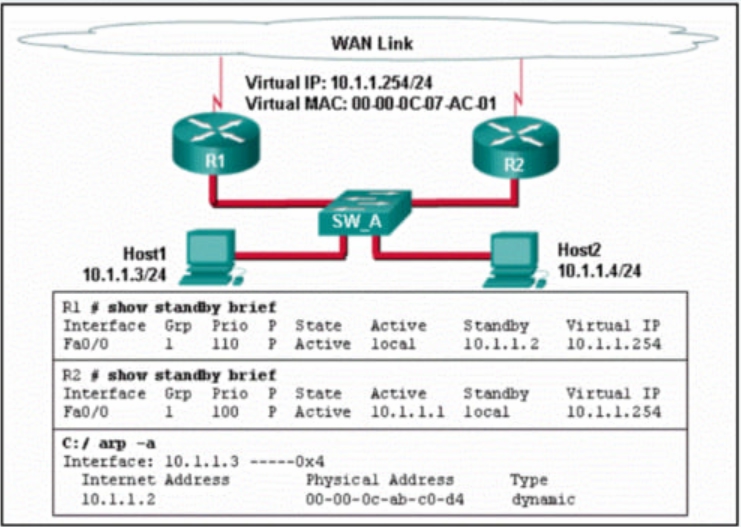 WAN Link
Virtual IP: 10.1.1.254/24
Virtual MAC: 00-00-0C-07-AC-01
R1
R2
SW_A
Host1
10.1.1.3/24
Host2
10.1.1.4/24
R1 # show standby brief
Interface Grp Prio P State Active Standby Virtual IP
Fa0/0 1 110 P Active local 10.1.1.2 10.1.1.254
R2 # show standby brief
Interface Grp Prio P State Active Standby Virtual IP
Fa0/0 1 100 P Active 10.1.1.1 local 10.1.1.254
C:/ arp -a
Interface: 10.1.1.3 -----0x4
Internet Address Physical Address Type
10.1.1.2 00-00-0c-ab-c0-d4 dynamic